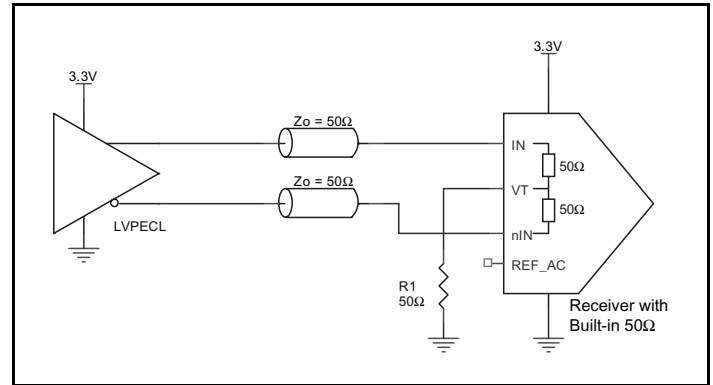 3.3V
3.3V
Zo = 50Ω
Zo = 50Ω
LVPECL
IN
50Ω
VT
50Ω
nIN
REF_AC
R1
50Ω
Receiver with
Built-in 50Ω